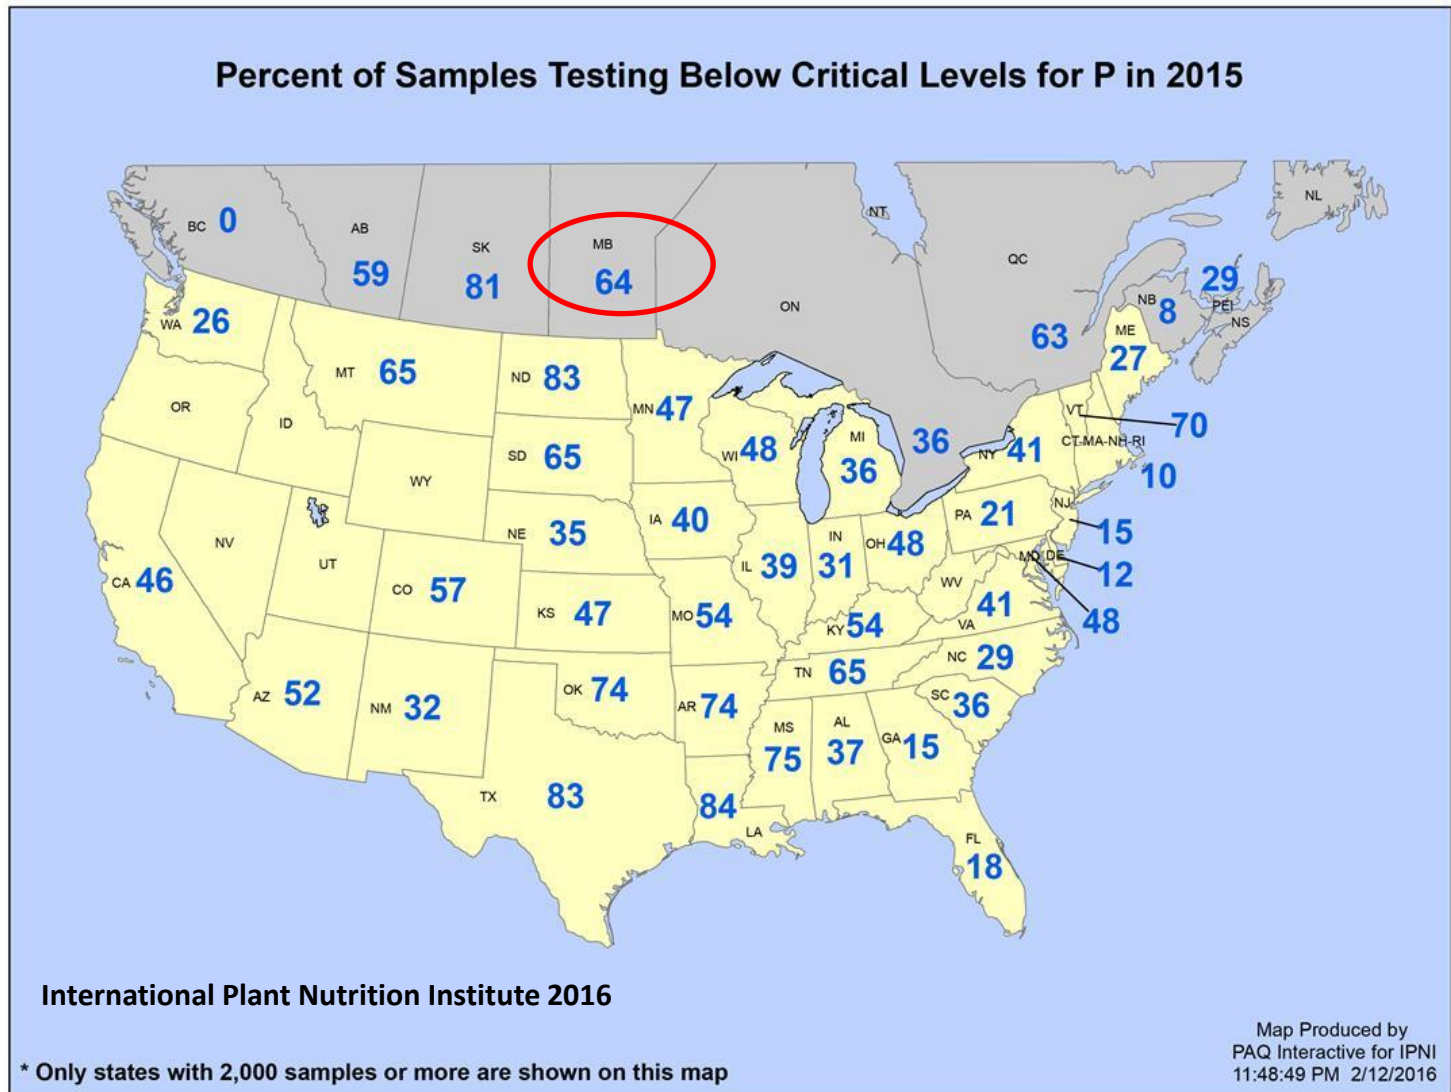 Percent of Samples Testing Below Critical Levels for P in 2015
BC 0
AB
59
SK
81
MB
64
ON
36
NT
QC
63
NL
29
PEI
NB 8
NS
WA 26
MT 65
ND 83
MN 47
ME
27
VT
70
CT-MA-NH-RI
10
OR
ID
WY
SD 65
WI 48
MI
36
NY 41
NE 35
IA 40
PA 21
NJ
15
NV
UT
CO 57
IL 39
IN
31
OH 48
MD
48
DE
12
WV
CA 46
KS 47
MO 54
KY 54
41
VA
AZ 52
NM 32
OK 74
AR 74
TN 65
NC 29
SC
36
TX 83
84
LA
MS
75
AL
37
GA 15
FL
18
International Plant Nutrition Institute 2016
* Only states with 2,000 samples or more are shown on this map
Map Produced by
PAQ Interactive for IPNI
11:48:49 PM 2/12/2016